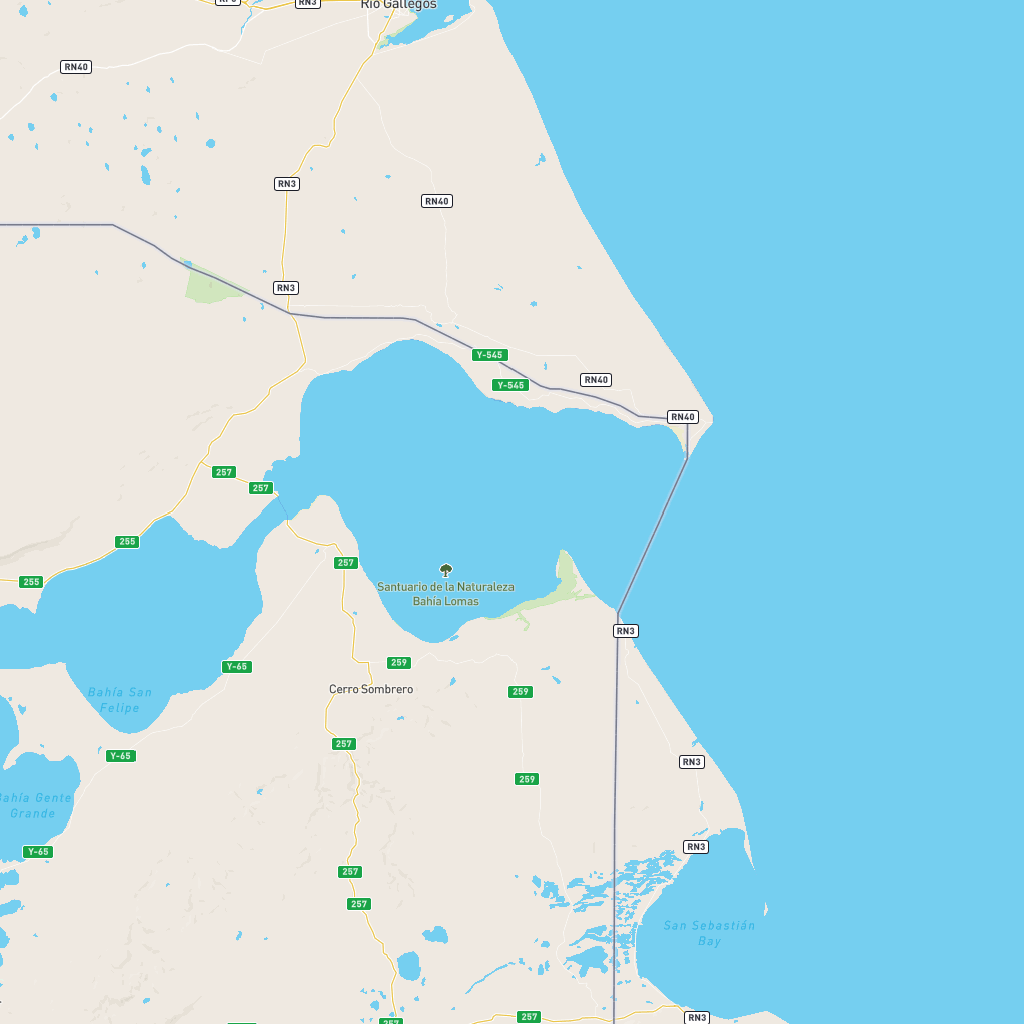 RN3
Río Gallegos
RN40
RN3
RN40
RN3
Y-545
RN40
Y-545
RN40
257
257
255
257
Santuario de la Naturaleza
Bahía Lomas
255
RN3
259
Y-65
Cerro Sombrero
259
Bahía San
Felipe
257
Y-65
RN3
259
Bahía Gente
Grande
RN3
Y-65
257
257
San Sebastián
Bay
257
RN3
257